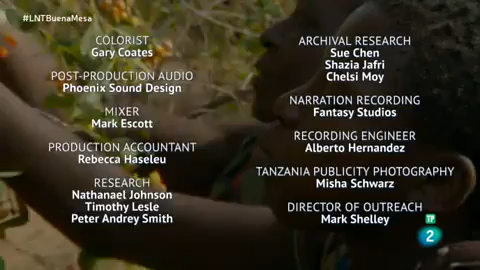 #LNTBuenaMesa
COLORIST
Gary Coates
POST-PRODUCTION AUDIO
Phoenix Sound Design
MIXER
Mark Escott
PRODUCTION ACCOUNTANT
Rebecca Haseleu
RESEARCH
Nathanael Johnson
Timothy Lesle
Peter Andrey Smith
ARCHIVAL RESEARCH
Sue Chen
Shazia Jafri
Chelsi Moy
NARRATION RECORDING
Fantasy Studios
RECORDING ENGINEER
Alberto Hernandez
TANZANIA PUBLICITY PHOTOGRAPHY
Misha Schwarz
DIRECTOR OF OUTREACH
Mark Shelley
TP
2